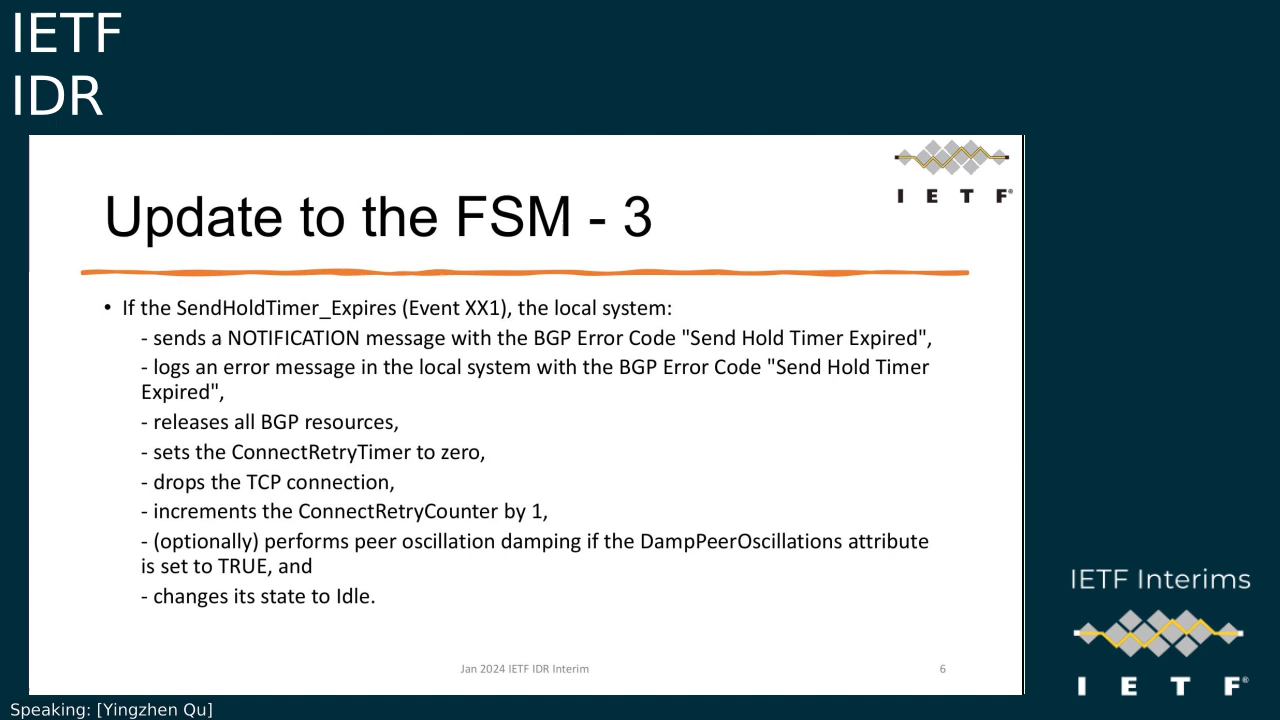 IETF
IDR
I E T F®
Update to the FSM - 3
• If the SendHoldTimer_Expires (Event XX1), the local system:
- sends a NOTIFICATION message with the BGP Error Code "Send Hold Timer Expired",
- logs an error message in the local system with the BGP Error Code "Send Hold Timer
Expired",
- releases all BGP resources,
- sets the ConnectRetryTimer to zero,
- drops the TCP connection,
- increments the ConnectRetryCounter by 1,
- (optionally) performs peer oscillation damping if the DampPeerOscillations attribute
is set to TRUE, and
- changes its state to Idle.
Jan 2024 IETF IDR Interim
6
IETF Interims
I E T F®
Speaking: [Yingzhen Qu]